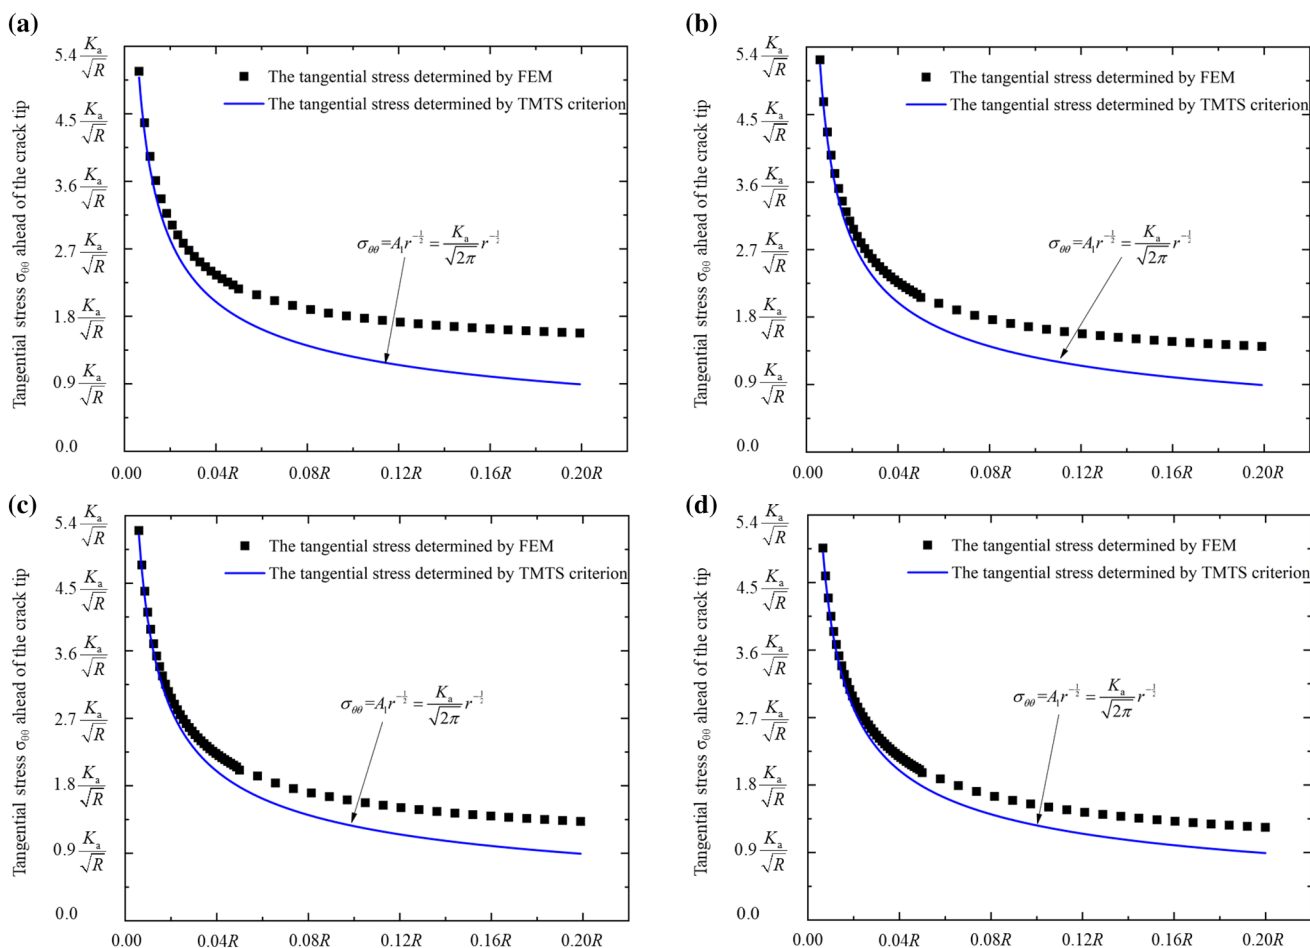 (a)
Tangential stress σθθ ahead of the crack tip
5.4 Ka/√R
4.5 Ka/√R
3.6 Ka/√R
2.7 Ka/√R
1.8 Ka/√R
0.9 Ka/√R
0.0
The tangential stress determined by FEM
The tangential stress determined by TMTS criterion
σθθ=A₁r^(-1/2) = Ka/√2π r^(-1/2)
0.00 0.04R 0.08R 0.12R 0.16R 0.20R
(b)
Tangential stress σθθ ahead of the crack tip
5.4 Ka/√R
4.5 Ka/√R
3.6 Ka/√R
2.7 Ka/√R
1.8 Ka/√R
0.9 Ka/√R
0.0
The tangential stress determined by FEM
The tangential stress determined by TMTS criterion
σθθ=A₁r^(-1/2) = Ka/√2π r^(-1/2)
0.00 0.04R 0.08R 0.12R 0.16R 0.20R
(c)
Tangential stress σθθ ahead of the crack tip
5.4 Ka/√R
4.5 Ka/√R
3.6 Ka/√R
2.7 Ka/√R
1.8 Ka/√R
0.9 Ka/√R
0.0
The tangential stress determined by FEM
The tangential stress determined by TMTS criterion
σθθ=A₁r^(-1/2) = Ka/√2π r^(-1/2)
0.00 0.04R 0.08R 0.12R 0.16R 0.20R
(d)
Tangential stress σθθ ahead of the crack tip
5.4 Ka/√R
4.5 Ka/√R
3.6 Ka/√R
2.7 Ka/√R
1.8 Ka/√R
0.9 Ka/√R
0.0
The tangential stress determined by FEM
The tangential stress determined by TMTS criterion
σθθ=A₁r^(-1/2) = Ka/√2π r^(-1/2)
0.00 0.04R 0.08R 0.12R 0.16R 0.20R